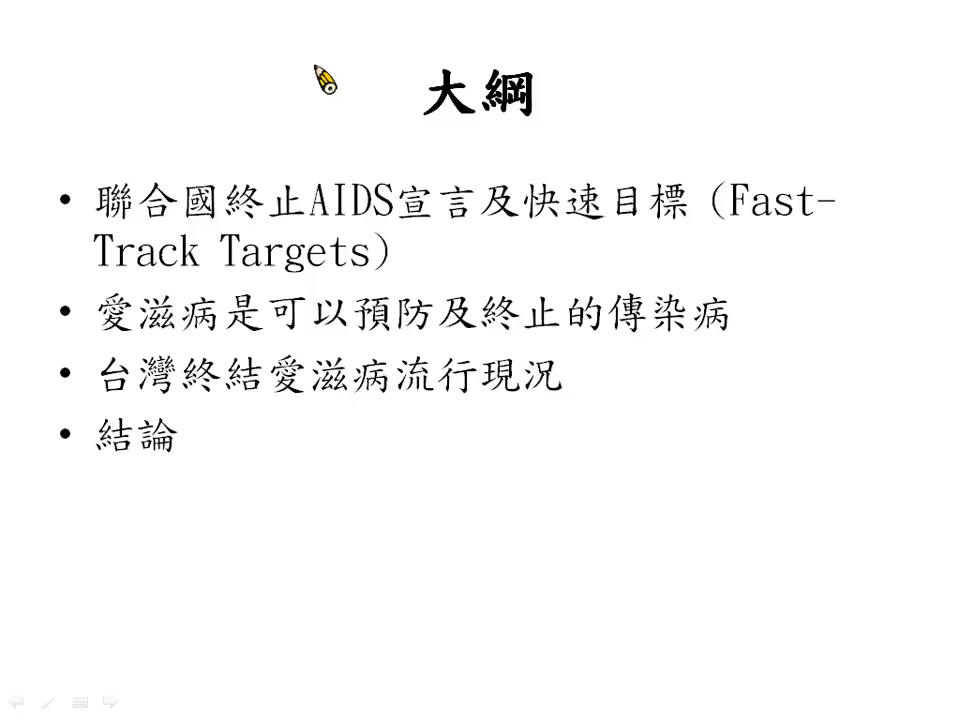 大綱
• 聯合國終止AIDS宣言及快速目標 (Fast-
Track Targets)
• 愛滋病是可以預防及終止的傳染病
• 台灣終結愛滋病流行現況
• 結論